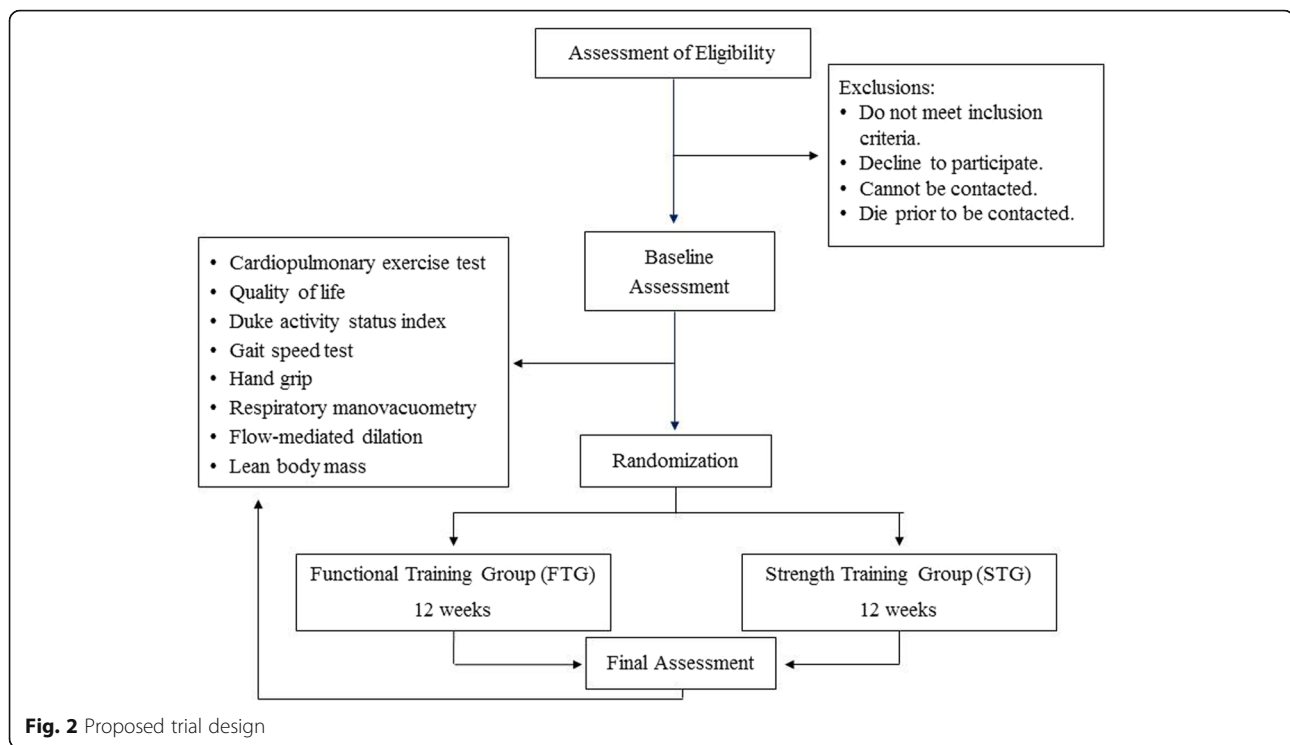 Assessment of Eligibility
Exclusions:
• Do not meet inclusion
criteria.
• Decline to participate.
• Cannot be contacted.
• Die prior to be contacted.
Baseline
Assessment
• Cardiopulmonary exercise test
• Quality of life
• Duke activity status index
• Gait speed test
• Hand grip
• Respiratory manovacuometry
• Flow-mediated dilation
• Lean body mass
Randomization
Functional Training Group (FTG)
12 weeks
Strength Training Group (STG)
12 weeks
Final Assessment
Fig. 2 Proposed trial design